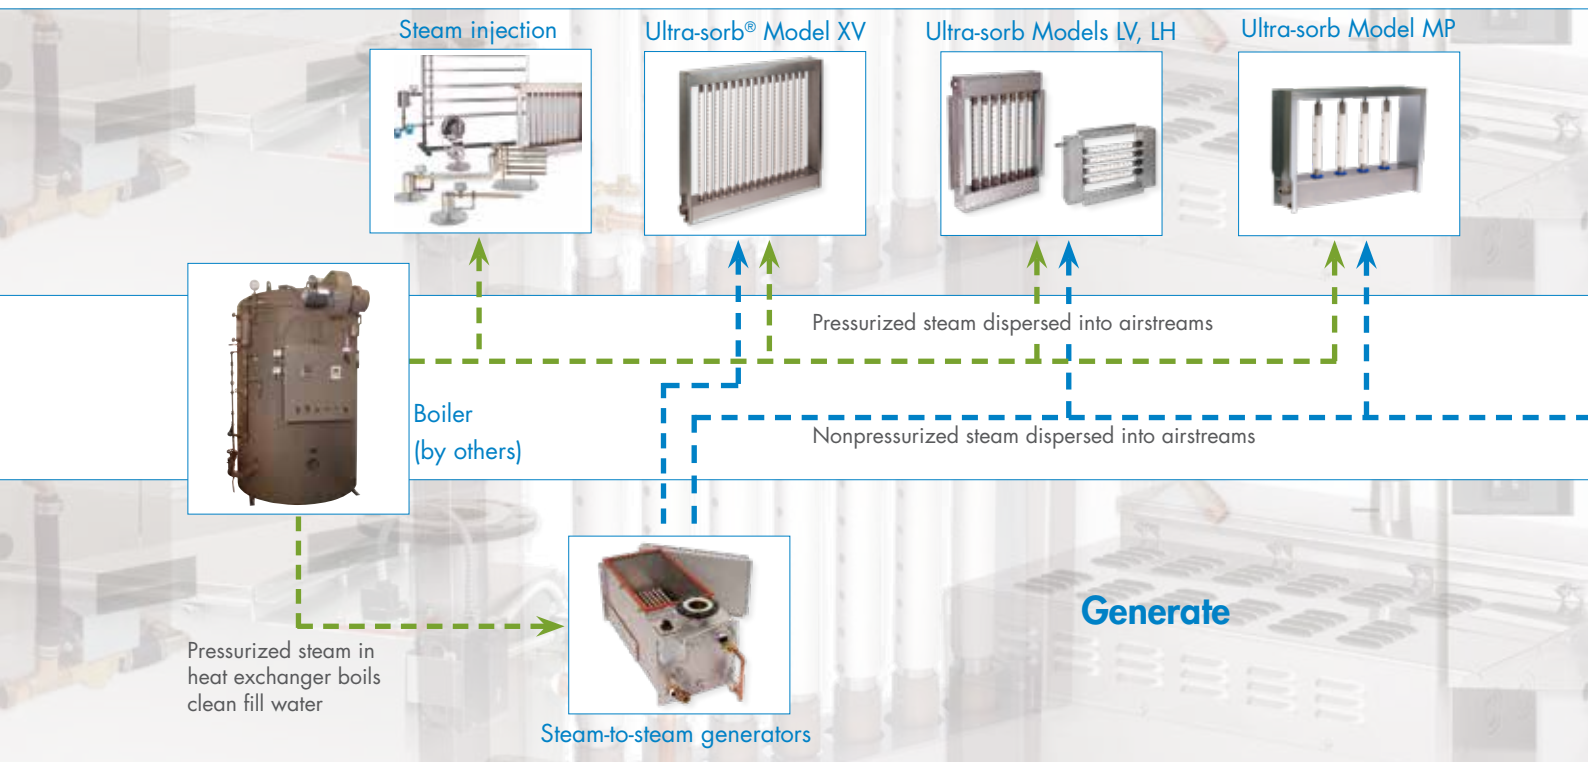 Steam injection
Ultra-sorb® Model XV
Ultra-sorb Models LV, LH
Ultra-sorb Model MP
Pressurized steam dispersed into airstreams
Boiler
(by others)
Nonpressurized steam dispersed into airstreams
Generate
Pressurized steam in
heat exchanger boils
clean fill water
Steam-to-steam generators